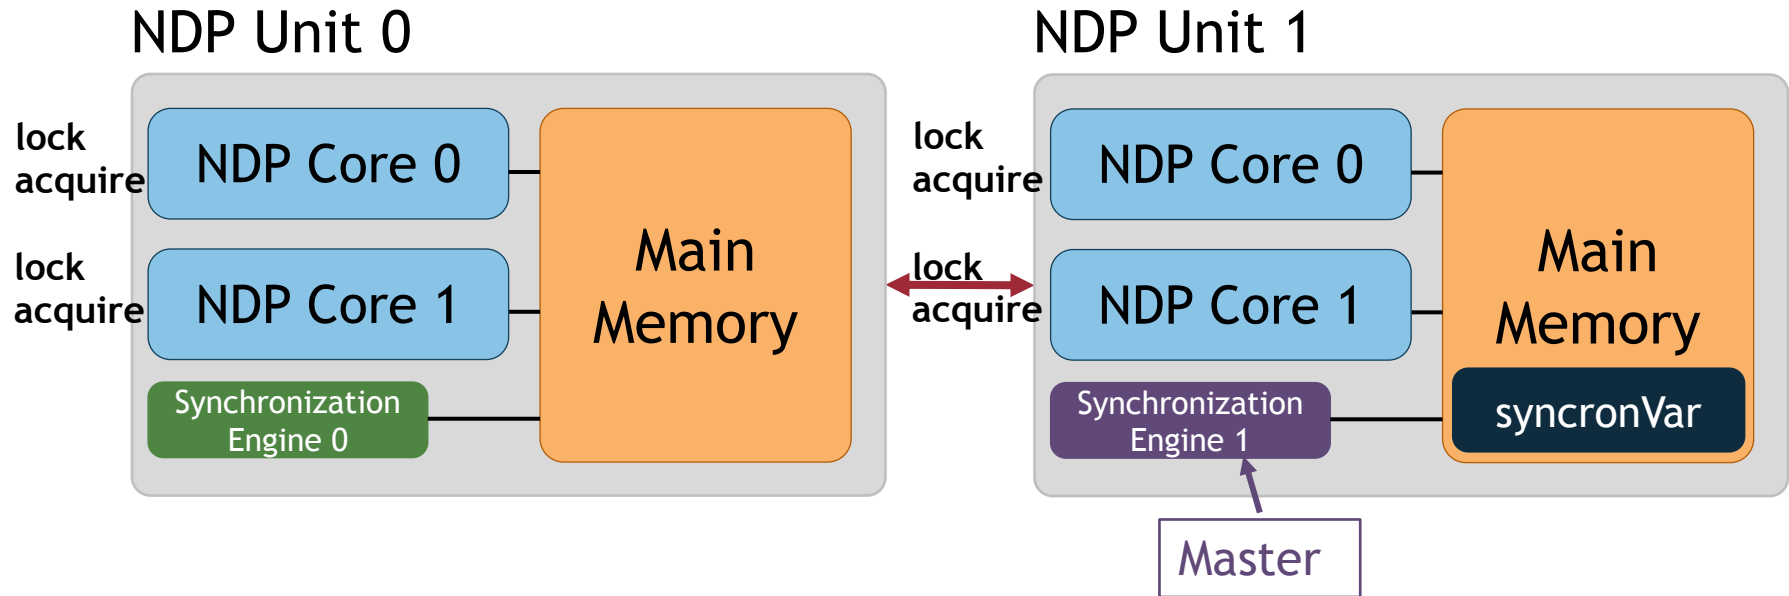 NDP Unit 0
lock
acquire
NDP Core 0
lock
acquire
NDP Core 1
Synchronization
Engine 0
Main
Memory
NDP Unit 1
lock
acquire
NDP Core 0
lock
acquire
NDP Core 1
Synchronization
Engine 1
Main
Memory
syncronVar
Master